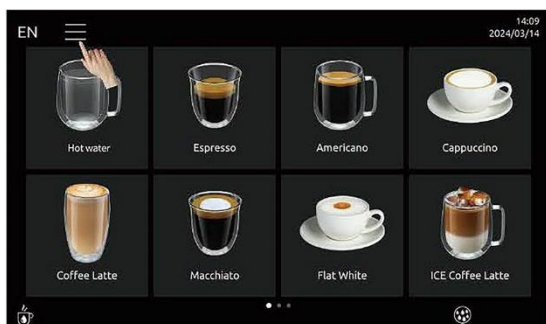 EN
14:09
2024/03/14
Hot water
Espresso
Americano
Cappuccino
Coffee Latte
Macchiato
Flat White
ICE Coffee Latte